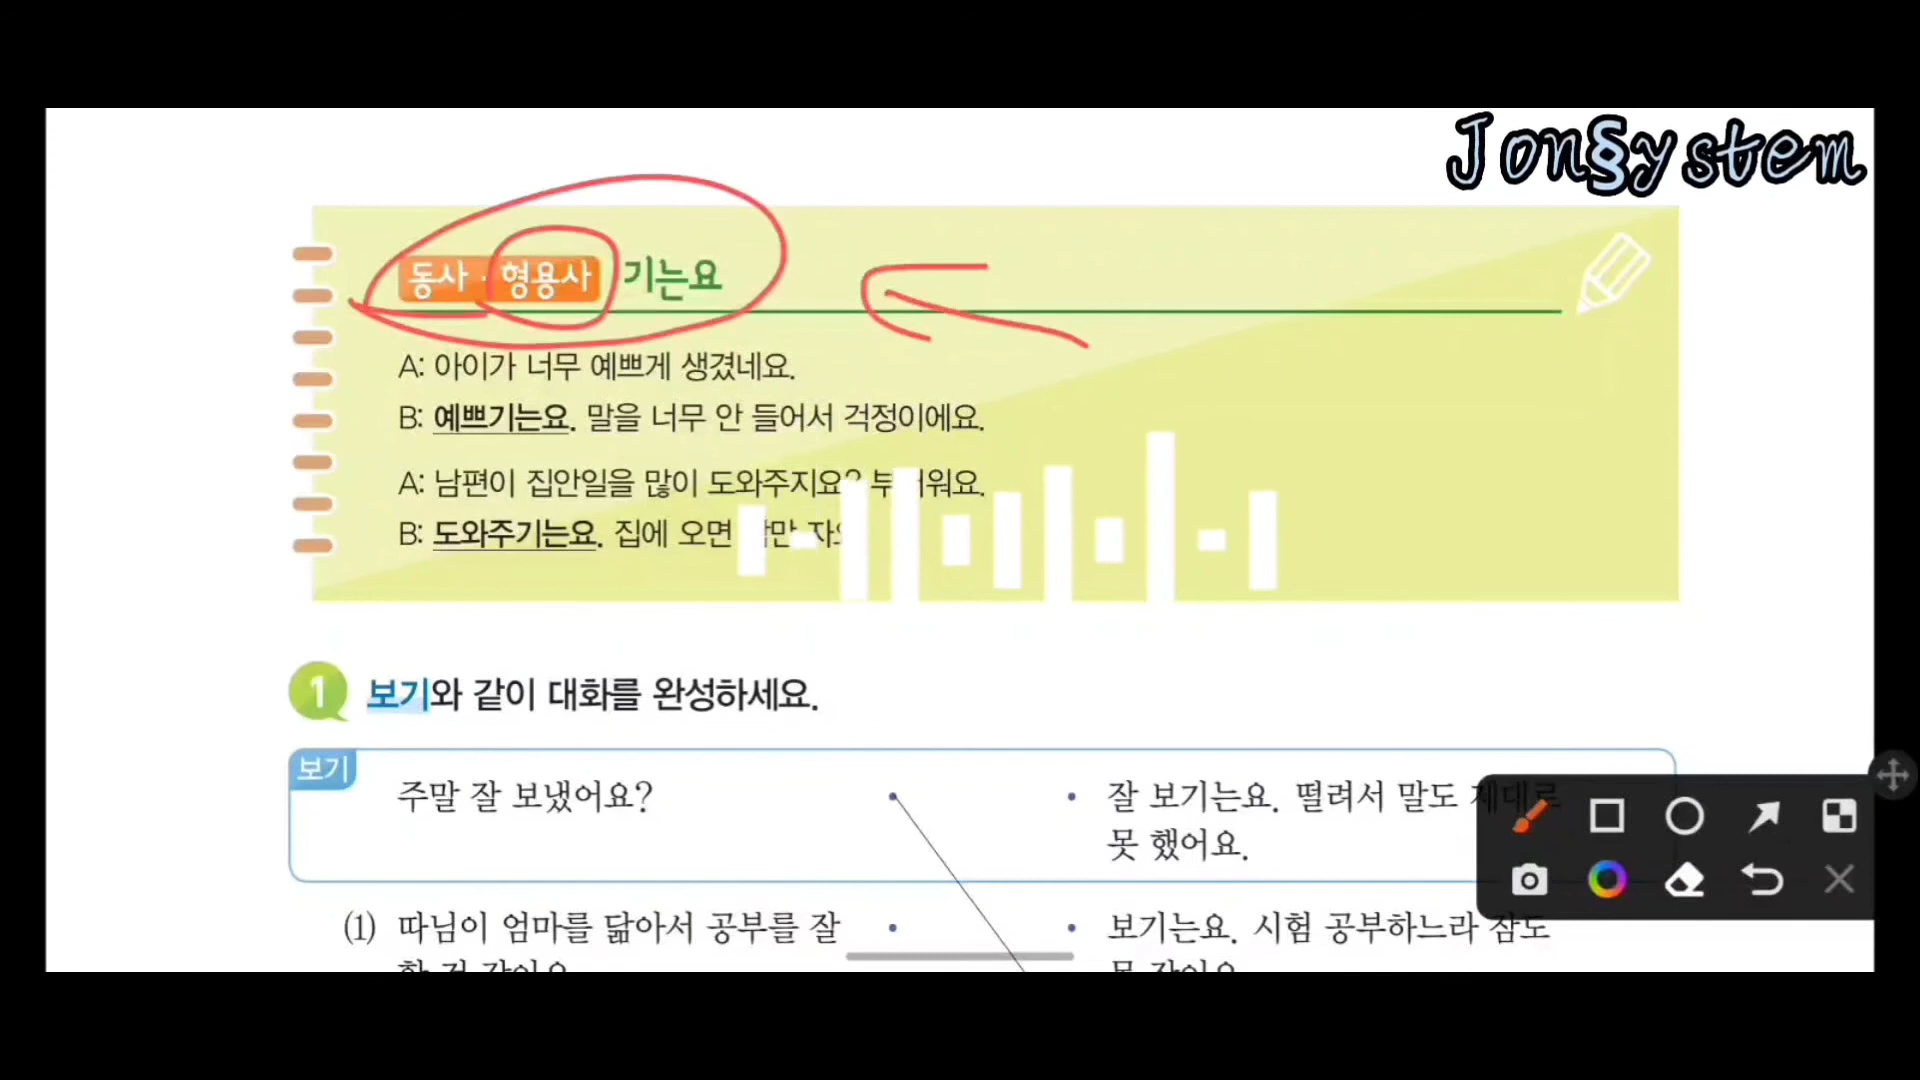 JonSystem
동사·형용사 기는요
A: 아이가 너무 예쁘게 생겼네요.
B: 예쁘기는요. 말을 너무 안 들어서 걱정이에요.
A: 남편이 집안일을 많이 도와주지요?
B: 도와주기는요. 집에 오면
1 보기와 같이 대화를 완성하세요.
보기
주말 잘 보냈어요?
잘 보기는요. 떨려서 말도 제대로
못 했어요.
(1) 따님이 엄마를 닮아서 공부를 잘
보기는요. 시험 공부하느라 잠도